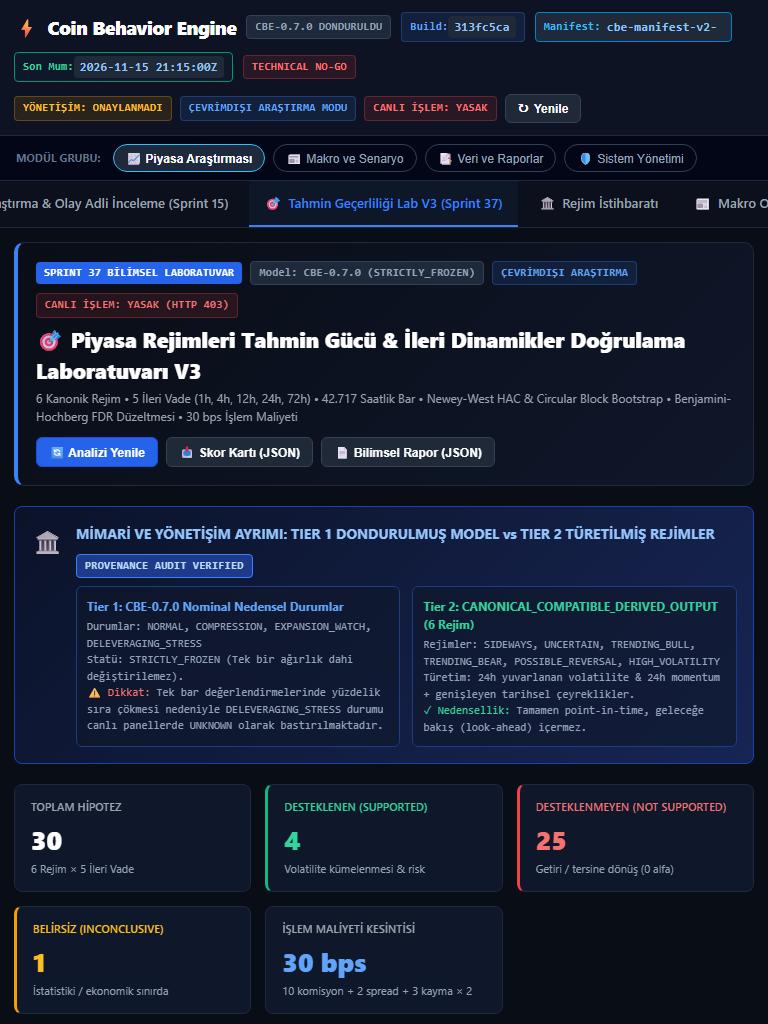 Coin Behavior Engine
CBE-0.7.0 DONDURULDU
Build: 313fc5ca
Manifest: cbe-manifest-v2-
Son Mum: 2026-11-15 21:15:00Z
TECHNICAL NO-GO
YÖNETİŞİM: ONAYLANMADI
ÇEVRİMDIŞI ARAŞTIRMA MODU
CANLI İŞLEM: YASAK
↻ Yenile
MODÜL GRUBU:
Piyasa Araştırması
Makro ve Senaryo
Veri ve Raporlar
Sistem Yönetimi
ıştırma & Olay Adli İnceleme (Sprint 15)
Tahmin Geçerliliği Lab V3 (Sprint 37)
Rejim İstihbaratı
Makro O
SPRINT 37 BİLİMSEL LABORATUVAR
Model: CBE-0.7.0 (STRICTLY_FROZEN)
ÇEVRİMDIŞI ARAŞTIRMA
CANLI İŞLEM: YASAK (HTTP 403)
Piyasa Rejimleri Tahmin Gücü & İleri Dinamikler Doğrulama
Laboratuvarı V3
6 Kanonik Rejim • 5 İleri Vade (1h, 4h, 12h, 24h, 72h) • 42.717 Saatlik Bar • Newey-West HAC & Circular Block Bootstrap • Benjamini-
Hochberg FDR Düzeltmesi • 30 bps İşlem Maliyeti
Analizi Yenile
Skor Kartı (JSON)
Bilimsel Rapor (JSON)
MİMARİ VE YÖNETİŞİM AYRIMI: TIER 1 DONDURULMUŞ MODEL vs TIER 2 TÜRETİLMİŞ REJİMLER
PROVENANCE AUDIT VERIFIED
Tier 1: CBE-0.7.0 Nominal Nedensel Durumlar
Durumlar: NORMAL, COMPRESSION, EXPANSION_WATCH,
DELEVERAGING_STRESS
Statü: STRICTLY_FROZEN (Tek bir ağırlık dahi
değiştirilemez).
⚠️ Dikkat: Tek bar değerlendirmelerinde yüzdelik
sıra çökmesi nedeniyle DELEVERAGING_STRESS durumu
canlı panellerde UNKNOWN olarak bastırılmaktadır.
Tier 2: CANONICAL_COMPATIBLE_DERIVED_OUTPUT
(6 Rejim)
Rejimler: SIDEWAYS, UNCERTAIN, TRENDING_BULL,
TRENDING_BEAR, POSSIBLE_REVERSAL, HIGH_VOLATILITY
Türetim: 24h yuvarlanan volatilite & 24h momentum
+ genişleyen tarihsel çeyreklikler.
✓ Nedensellik: Tamamen point-in-time, geleceğe
bakış (look-ahead) içermez.
TOPLAM HİPOTEZ
30
6 Rejim × 5 İleri Vade
DESTEKLENEN (SUPPORTED)
4
Volatilite kümelenmesi & risk
DESTEKLENMEYEN (NOT SUPPORTED)
25
Getiri / tersine dönüş (0 alfa)
BELİRSİZ (INCONCLUSIVE)
1
İstatistiki / ekonomik sınırda
İŞLEM MALİYETİ KESİNTİSİ
30 bps
10 komisyon + 2 spread + 3 kayma × 2